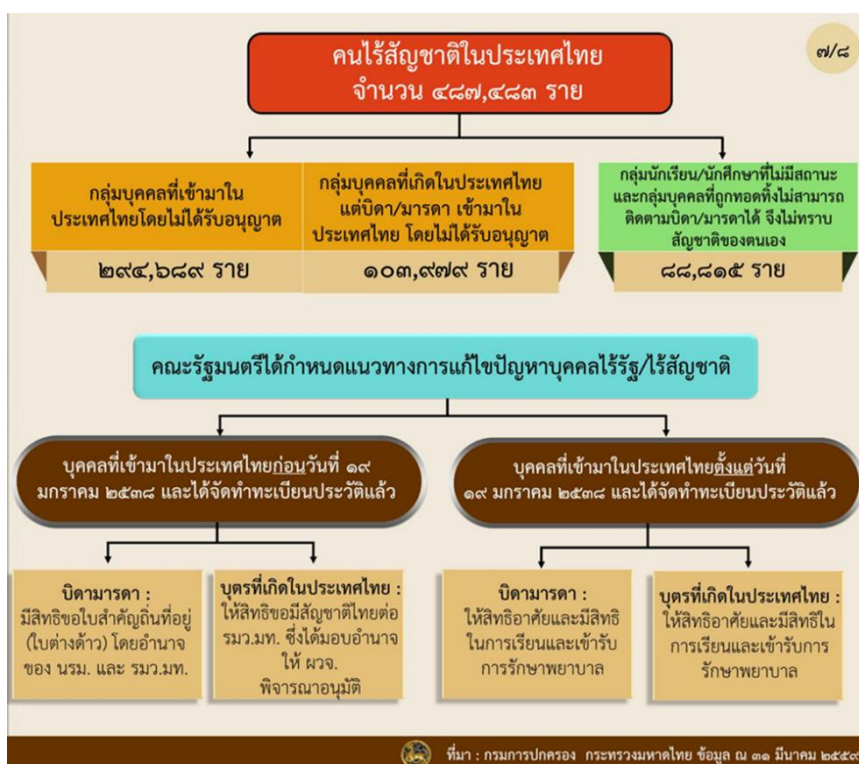 คนไร้สัญชาติในประเทศไทย
จำนวน ๔๘๗,๔๘๓ ราย
๗/๘
กลุ่มบุคคลที่เข้ามาใน
ประเทศไทยโดยไม่ได้รับอนุญาต
๒๙๔,๖๘๙ ราย
กลุ่มบุคคลที่เกิดในประเทศไทย
แต่บิดา/มารดา เข้ามาใน
ประเทศไทย โดยไม่ได้รับอนุญาต
๑๐๓,๙๗๙ ราย
กลุ่มนักเรียน/นักศึกษาที่ไม่มีสถานะ
และกลุ่มบุคคลที่ถูกทอดทิ้งไม่สามารถ
ติดตามบิดา/มารดาได้ จึงไม่ทราบ
สัญชาติของตนเอง
๘๘,๘๑๕ ราย
คณะรัฐมนตรีได้กำหนดแนวทางการแก้ไขปัญหาบุคคลไร้รัฐ/ไร้สัญชาติ
บุคคลที่เข้ามาในประเทศไทยก่อนวันที่ ๑๙
มกราคม ๒๕๓๘ และได้จัดทำทะเบียนประวัติแล้ว
บุคคลที่เข้ามาในประเทศไทยตั้งแต่วันที่
๑๙ มกราคม ๒๕๓๘ และได้จัดทำทะเบียนประวัติแล้ว
บิดามารดา :
มีสิทธิขอใบสำคัญถิ่นที่อยู่
(ใบต่างด้าว) โดยอำนาจ
ของ นรม. และ รมว.มท.
บุตรที่เกิดในประเทศไทย :
ให้สิทธิขอมีสัญชาติไทยต่อ
รมว.มท. ซึ่งได้มอบอำนาจ
ให้ ผวจ.
พิจารณาอนุมัติ
บิดามารดา :
ให้สิทธิอาศัยและมีสิทธิ
ในการเรียนและเข้ารับ
การรักษาพยาบาล
บุตรที่เกิดในประเทศไทย :
ให้สิทธิอาศัยและมีสิทธิใน
การเรียนและเข้ารับการ
รักษาพยาบาล
ที่มา : กรมการปกครอง กระทรวงมหาดไทย ข้อมูล ณ ๓๑ มีนาคม ๒๕๕๙